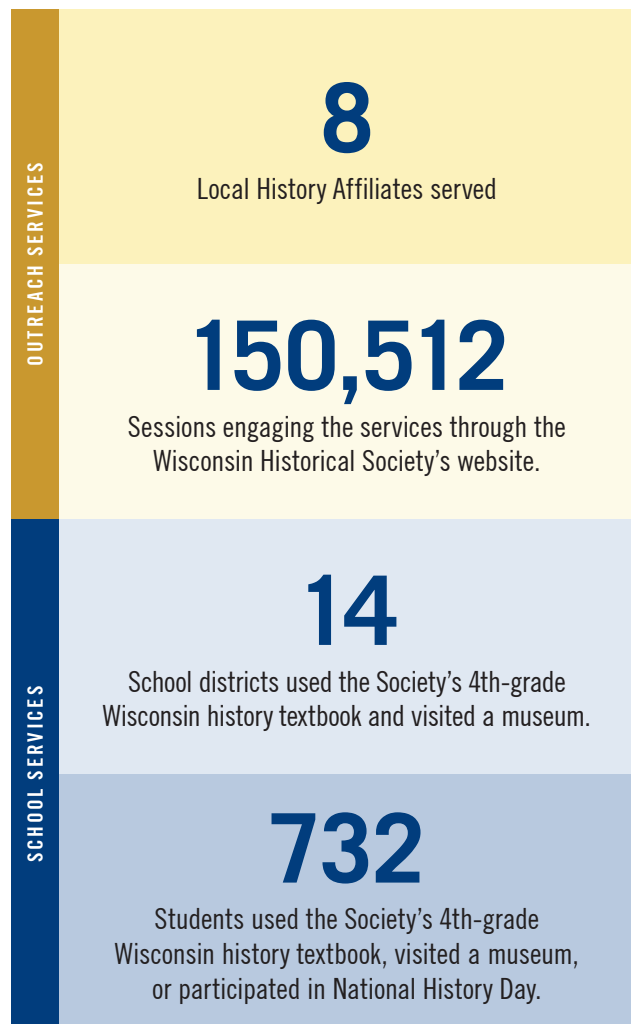 OUTREACH SERVICES
8
Local History Affiliates served
150,512
Sessions engaging the services through the
Wisconsin Historical Society’s website.
SCHOOL SERVICES
14
School districts used the Society’s 4th-grade
Wisconsin history textbook and visited a museum.
732
Students used the Society’s 4th-grade
Wisconsin history textbook, visited a museum,
or participated in National History Day.